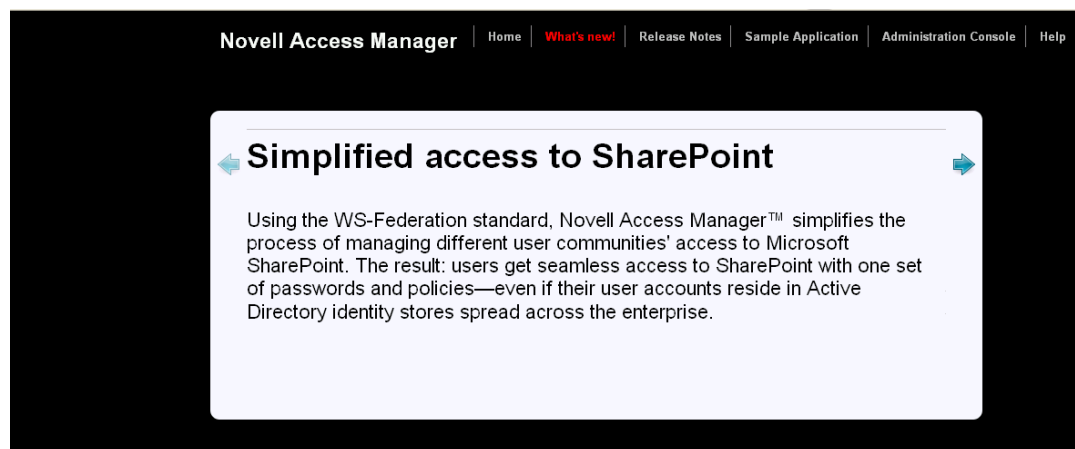 Novell Access Manager
Home
What's new!
Release Notes
Sample Application
Administration Console
Help
Simplified access to SharePoint
Using the WS-Federation standard, Novell Access Manager™ simplifies the
process of managing different user communities' access to Microsoft
SharePoint. The result: users get seamless access to SharePoint with one set
of passwords and policies—even if their user accounts reside in Active
Directory identity stores spread across the enterprise.